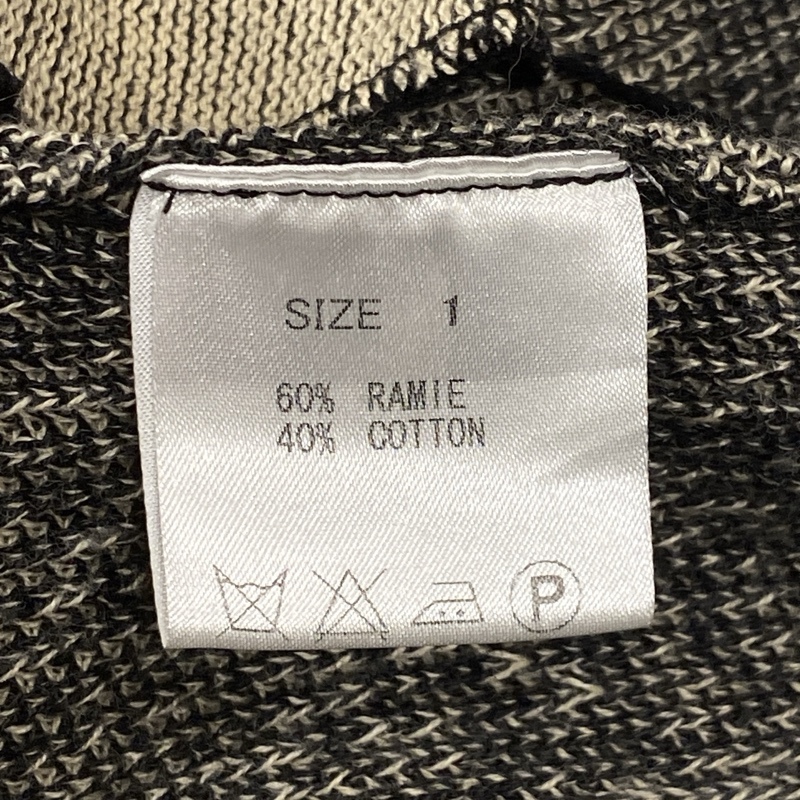 SIZE 1
60% RAMIE
40% COTTON
P